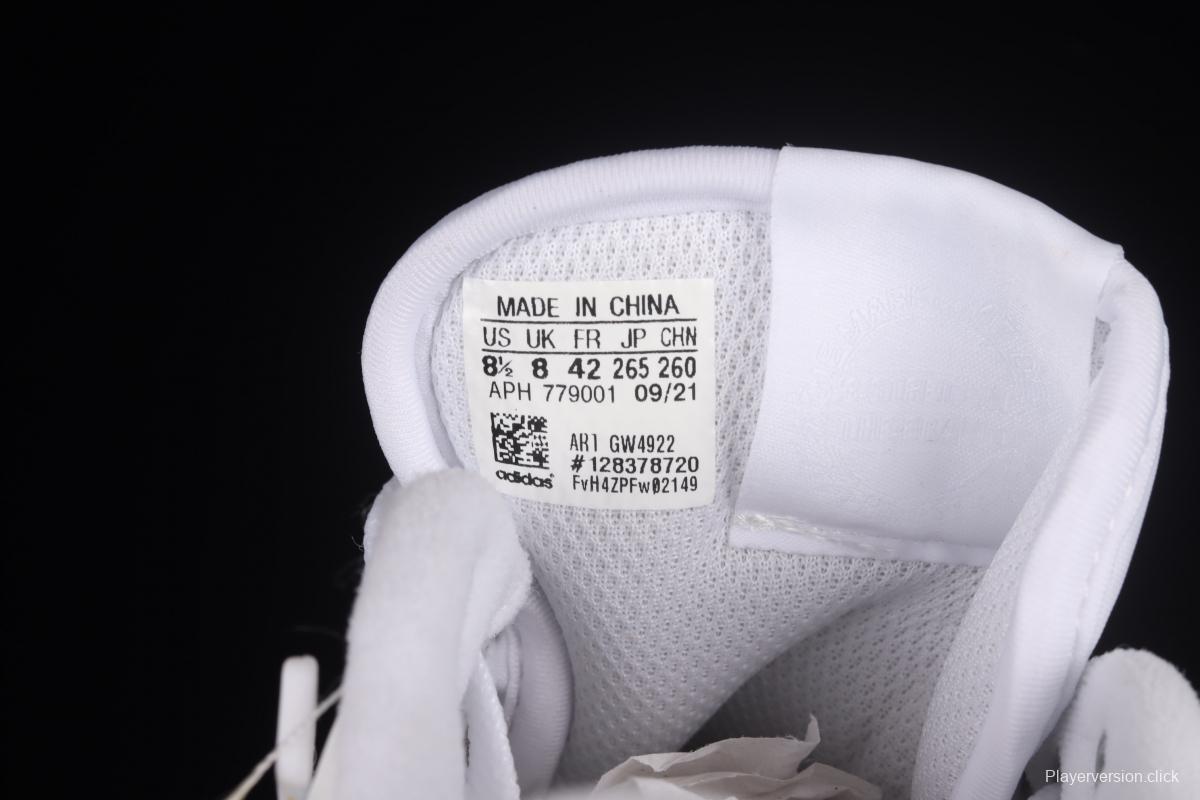 MADE IN CHINA
US UK FR JP CHN
8½ 8 42 265 260
APH 779001 09/21
ART GW4922
#128378720
adidas
FvH4ZPFw02149
Playerversion.click